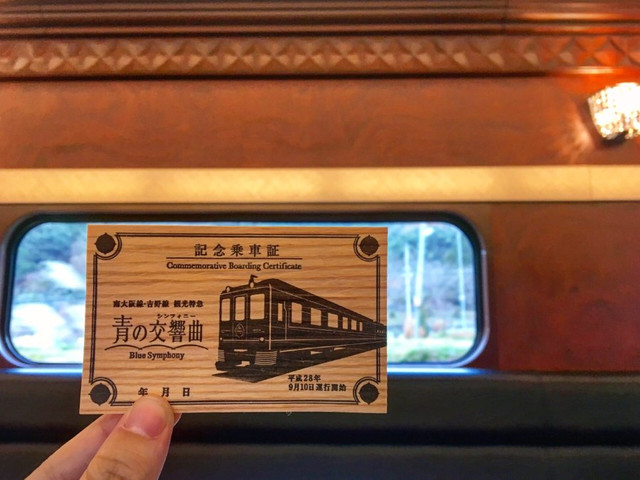 記念乗車証
Commemorative Boarding Certificate
南大阪線・吉野線 観光特急
シンフォニー
青の交響曲
Blue Symphony
年 月 日
平成28年
9月10日運行開始